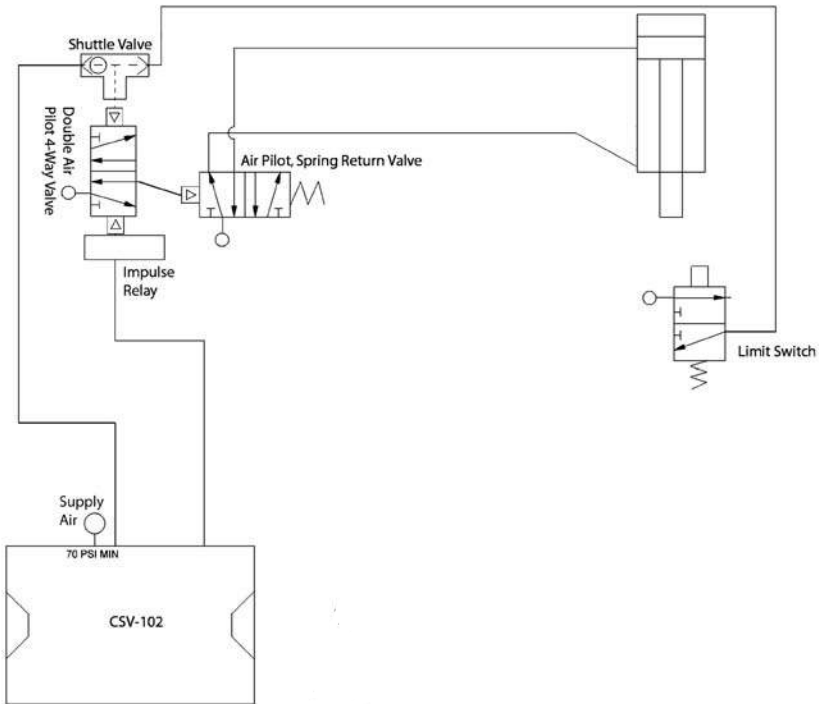 Shuttle Valve
Double Air
Pilot 4-Way Valve
Air Pilot, Spring Return Valve
Impulse
Relay
Limit Switch
Supply
Air
70 PSI MIN
CSV-102